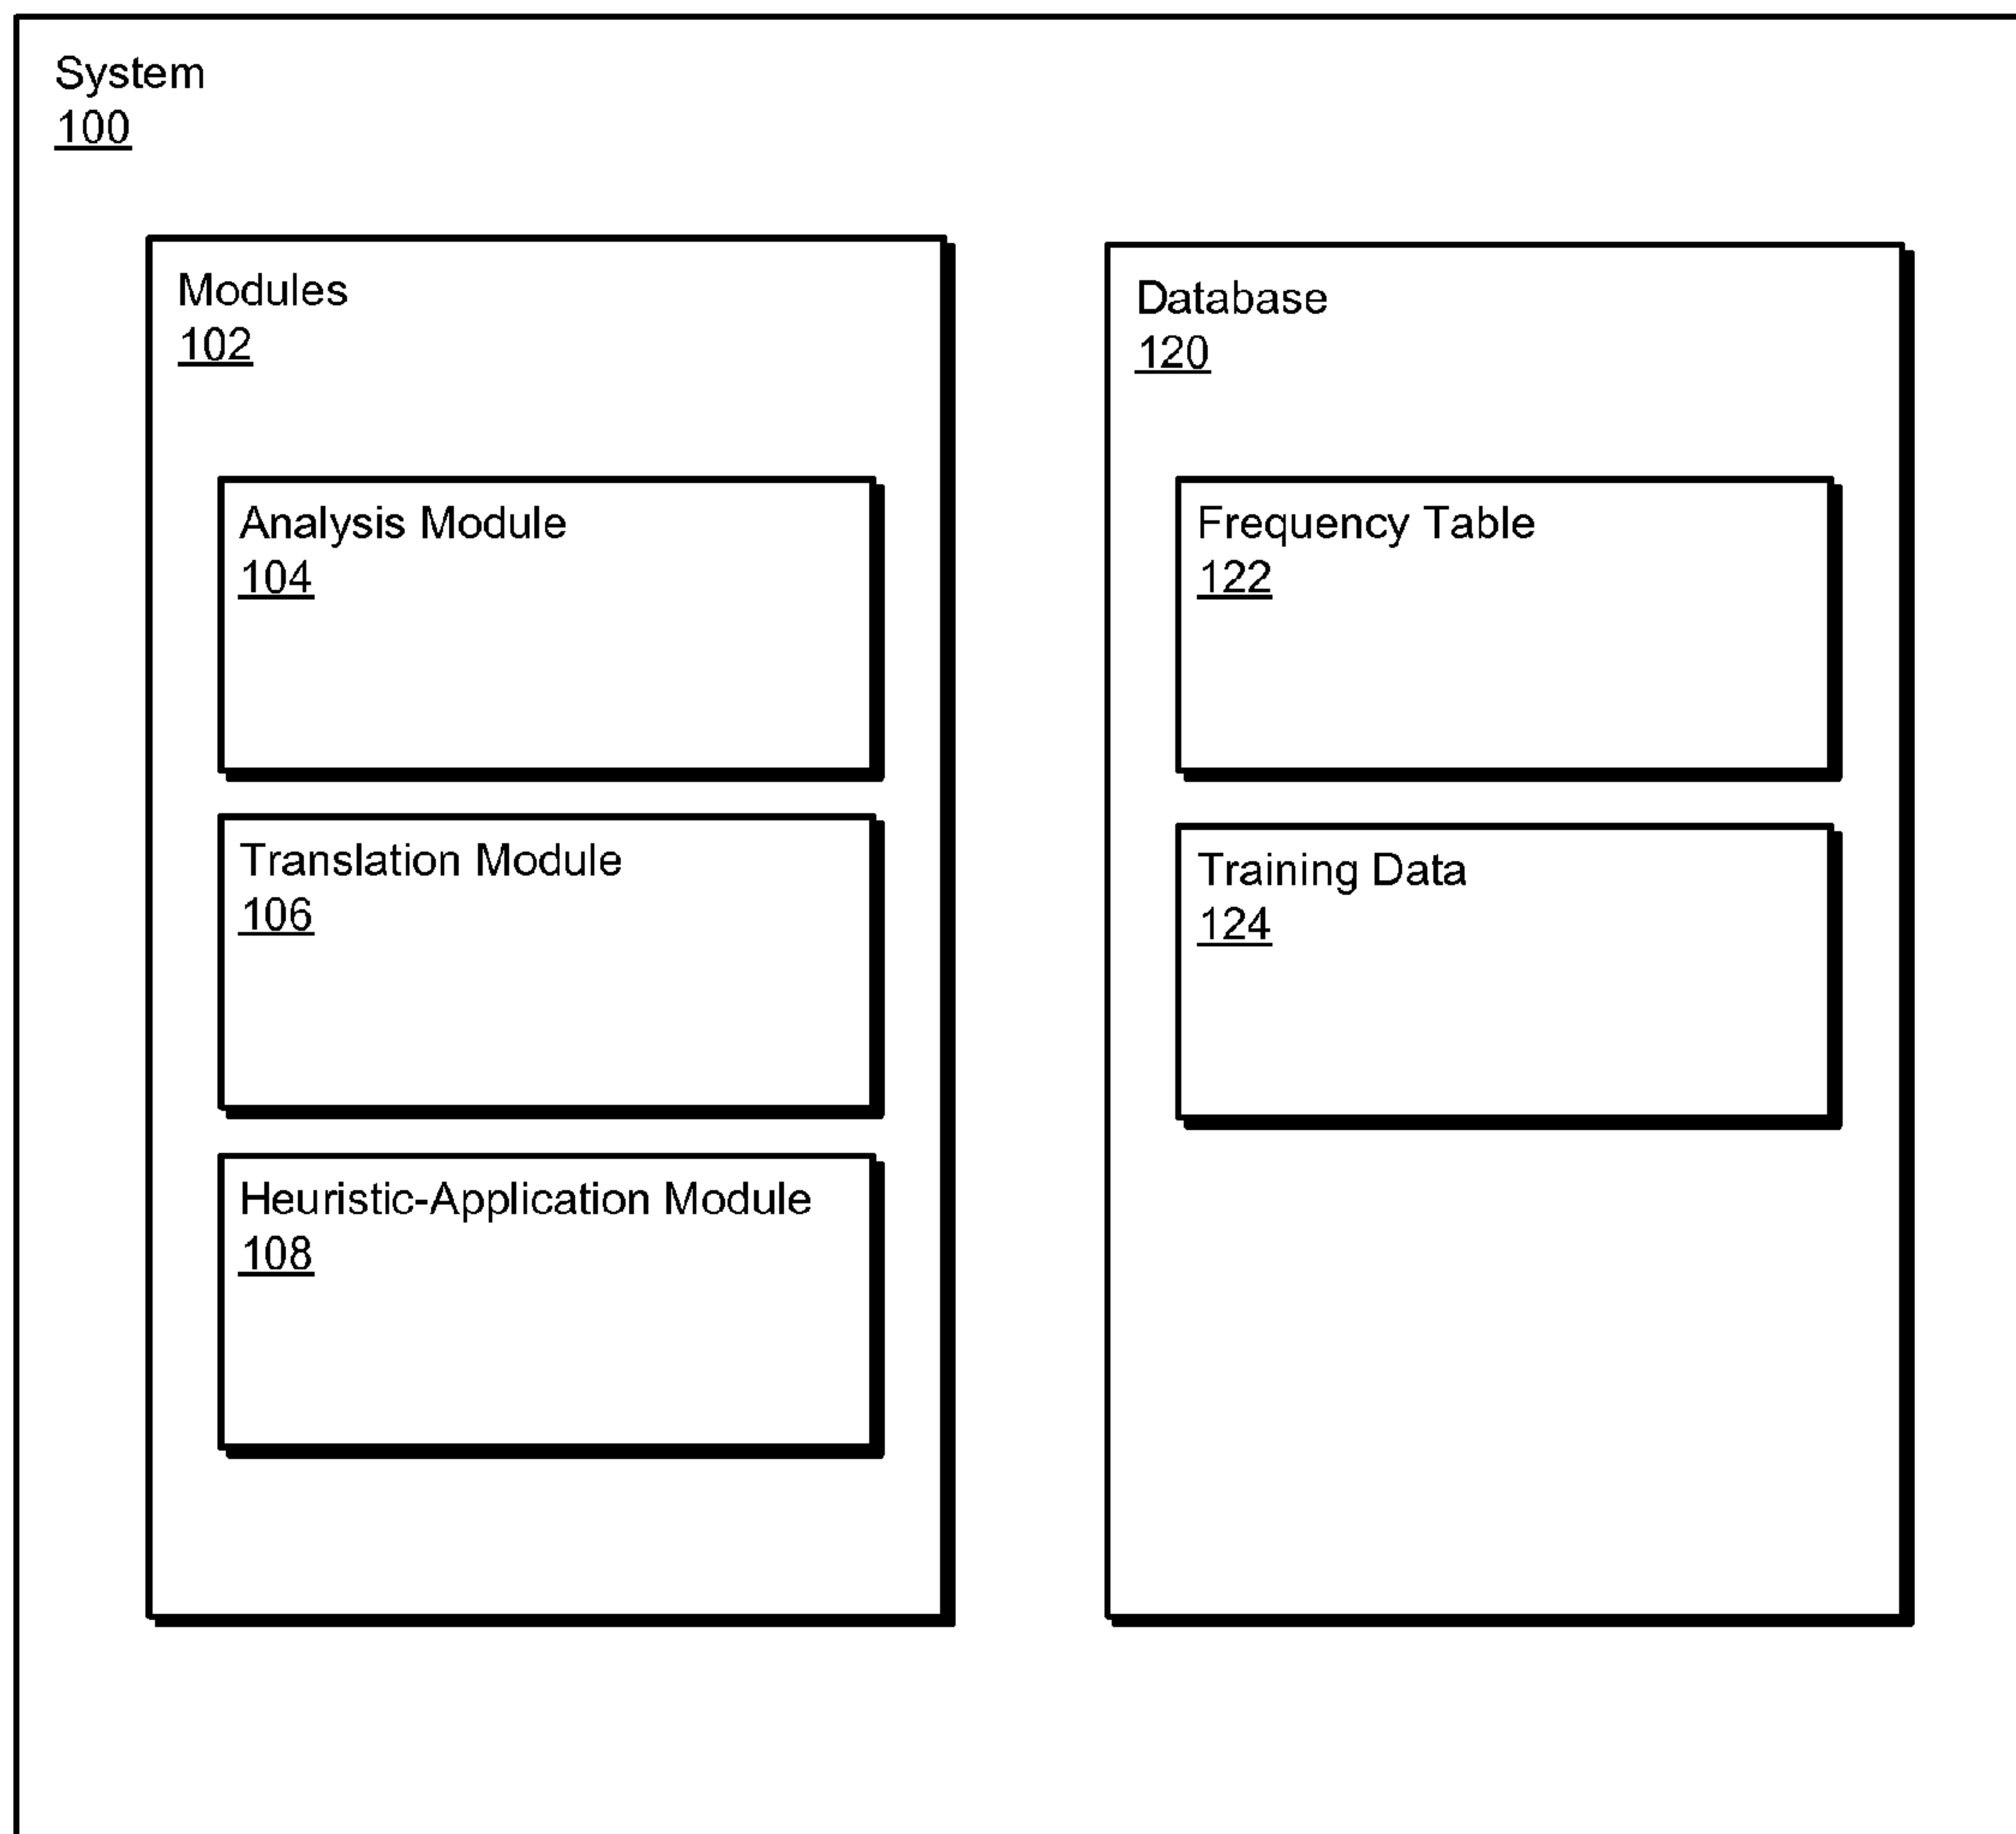 System
100
Modules
102
Analysis Module
104
Translation Module
106
Heuristic-Application Module
108
Database
120
Frequency Table
122
Training Data
124